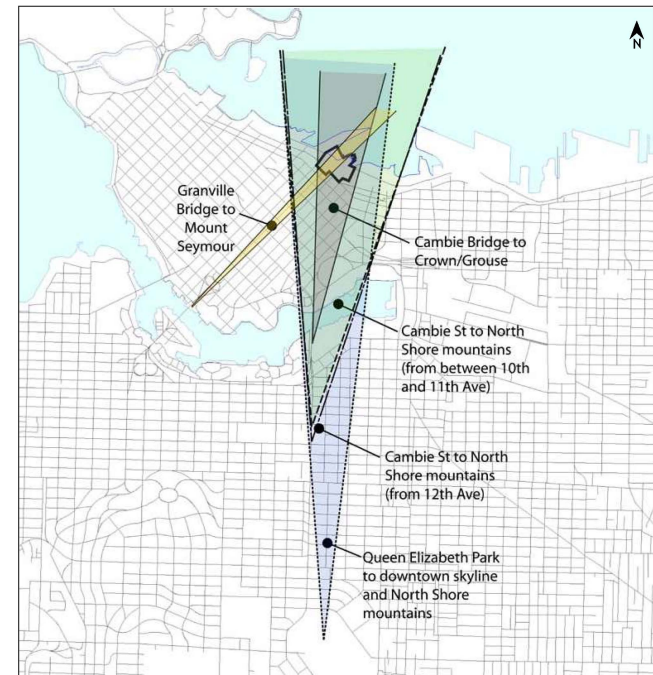 N
Granville
Bridge to
Mount
Seymour
Cambie Bridge to
Crown/Grouse
Cambie St to North
Shore mountains
(from between 10th
and 11th Ave)
Cambie St to North
Shore mountains
(from 12th Ave)
Queen Elizabeth Park
to downtown skyline
and North Shore
mountains